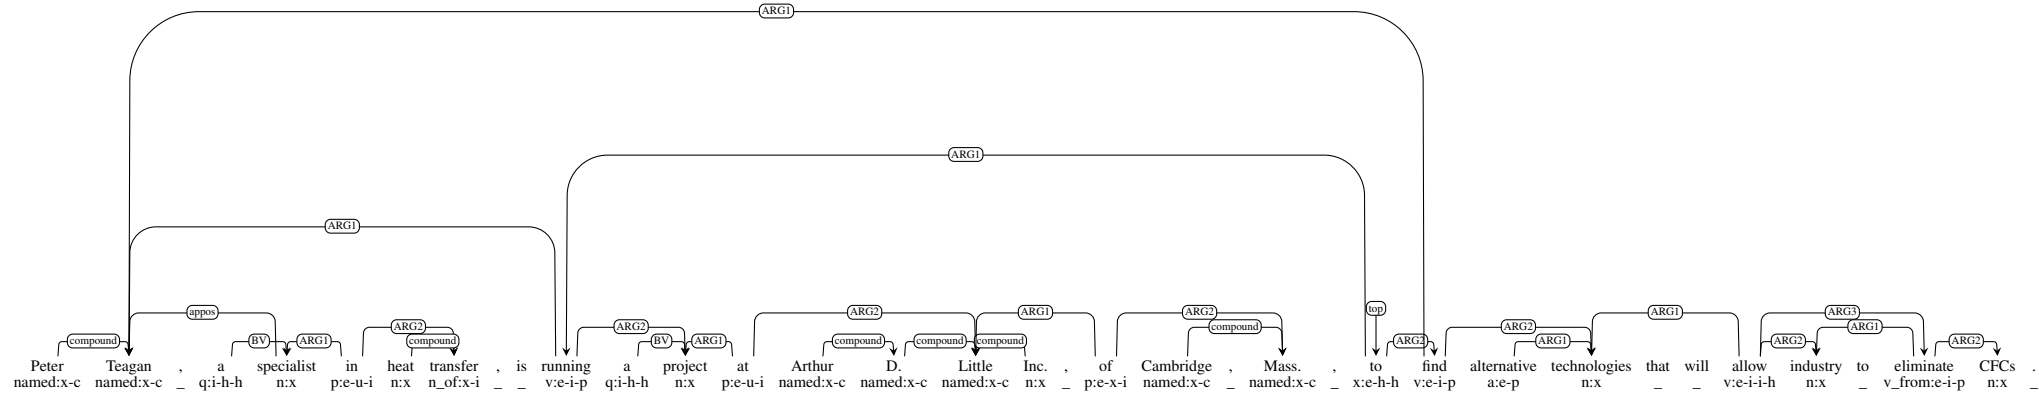 ARG1
ARG1
ARG1
appos ARG2 ARG1 ARG2 top ARG1 ARG3
ARG2 ARG2 compound ARG2 ARG1
compound BV ARG1 compound BV ARG1 compound compound compound ARG2 ARG1 ARG2 ARG2
Peter Teagan , a specialist in heat transfer , is running a project at Arthur D. Little Inc. , of Cambridge , Mass. , to find alternative technologies that will allow industry to eliminate CFCs .
named:x-c named:x-c _ q:i-h-h n:x p:e-u-i n:x n_of:x-i _ _ v:e-i-p q:i-h-h n:x p:e-u-i named:x-c named:x-c named:x-c n:x _ p:e-x-i named:x-c _ named:x-c _ x:e-h-h v:e-i-p a:e-p n:x _ _ v:e-i-i-h n:x _ v_from:e-i-p n:x _